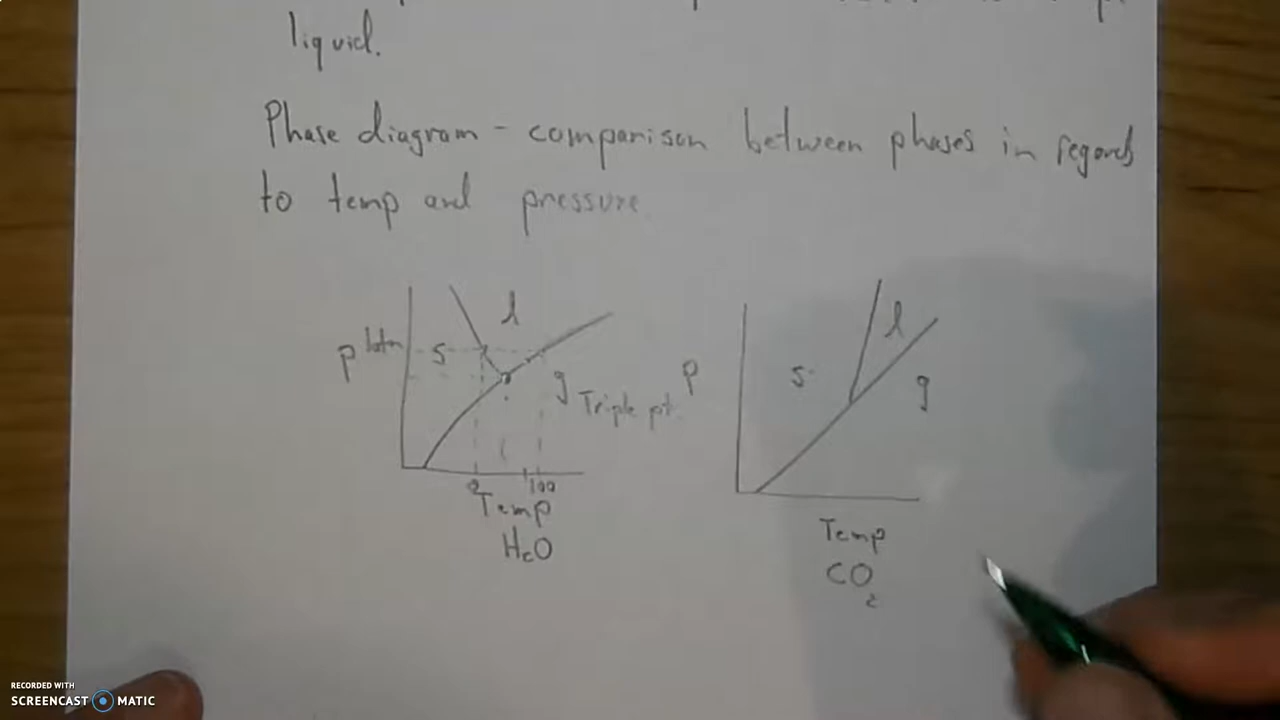 liquid.
Phase diagram - comparison between phases in regards
to temp and pressure
P 1atm s l g Triple pt.
0 100
Temp
H2O
P s l g
Temp
CO2
RECORDED WITH
SCREENCAST MATIC